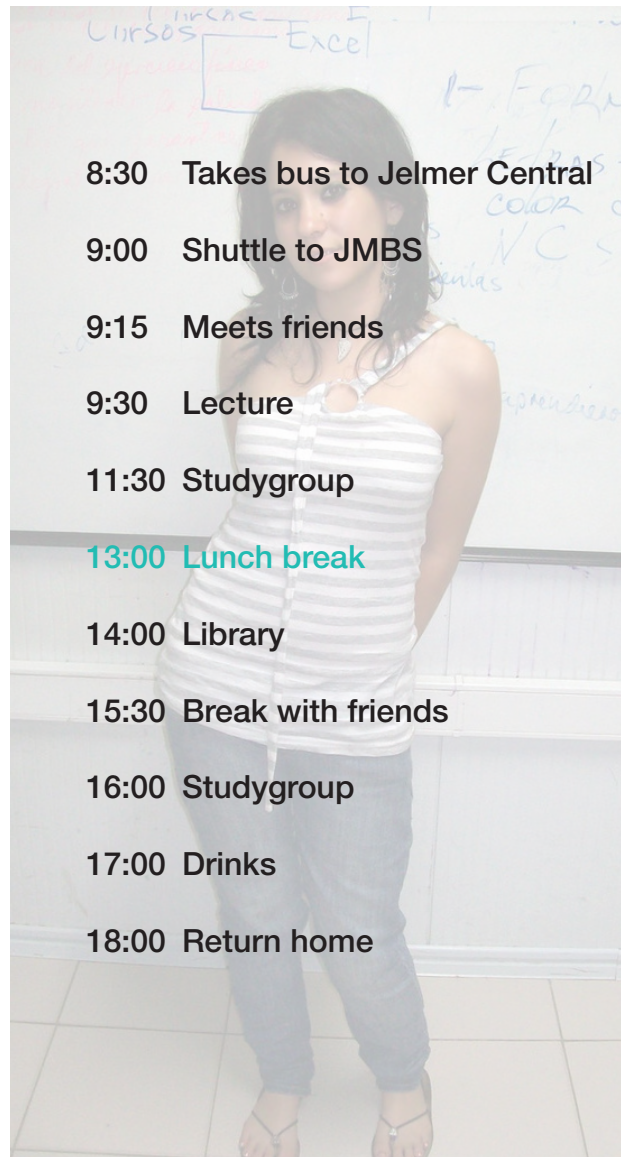 Cursos
Cursos Excel
8:30 Takes bus to Jelmer Central
9:00 Shuttle to JMBS
9:15 Meets friends
9:30 Lecture
11:30 Studygroup
13:00 Lunch break
14:00 Library
15:30 Break with friends
16:00 Studygroup
17:00 Drinks
18:00 Return home